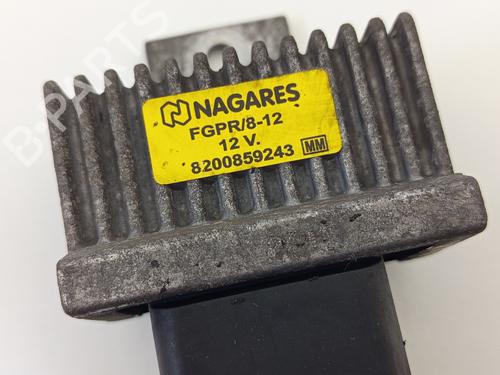 B-PARTS
NAGARES
FGPR/8-12
12 V.
8200859243 MM